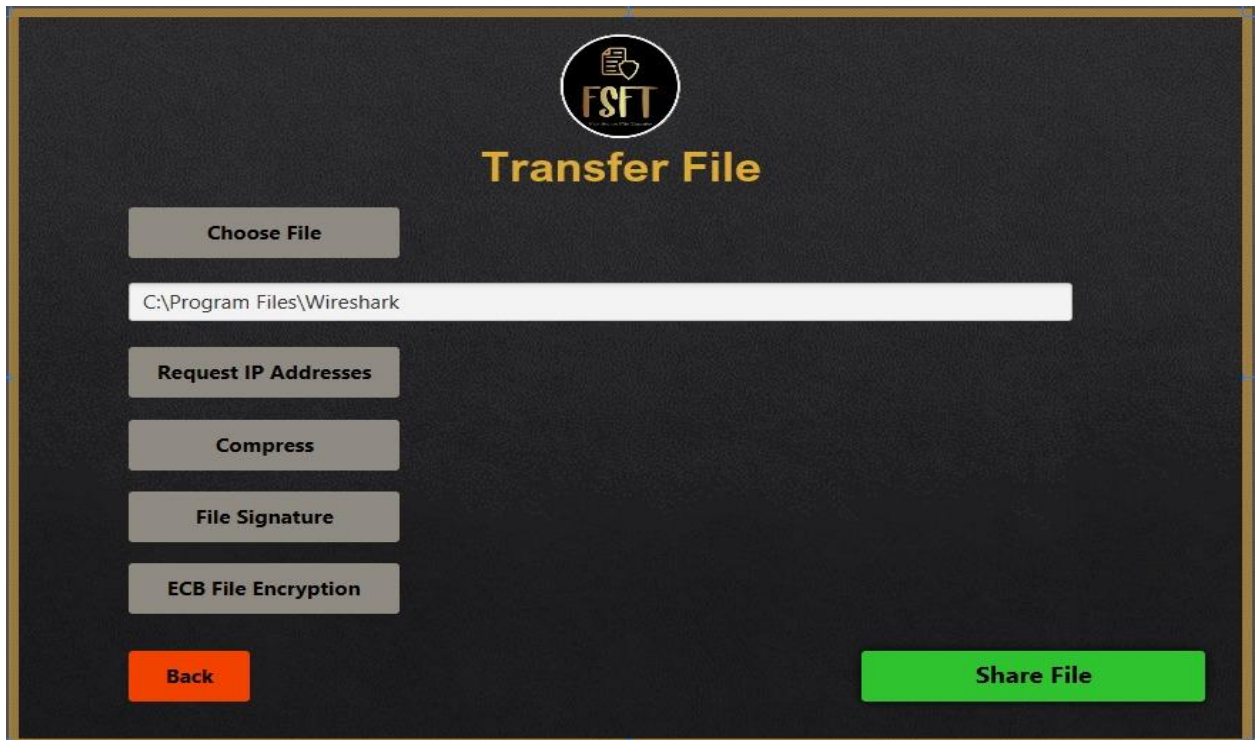 FSFT
Transfer File
Choose File
C:\Program Files\Wireshark
Request IP Addresses
Compress
File Signature
ECB File Encryption
Back
Share File